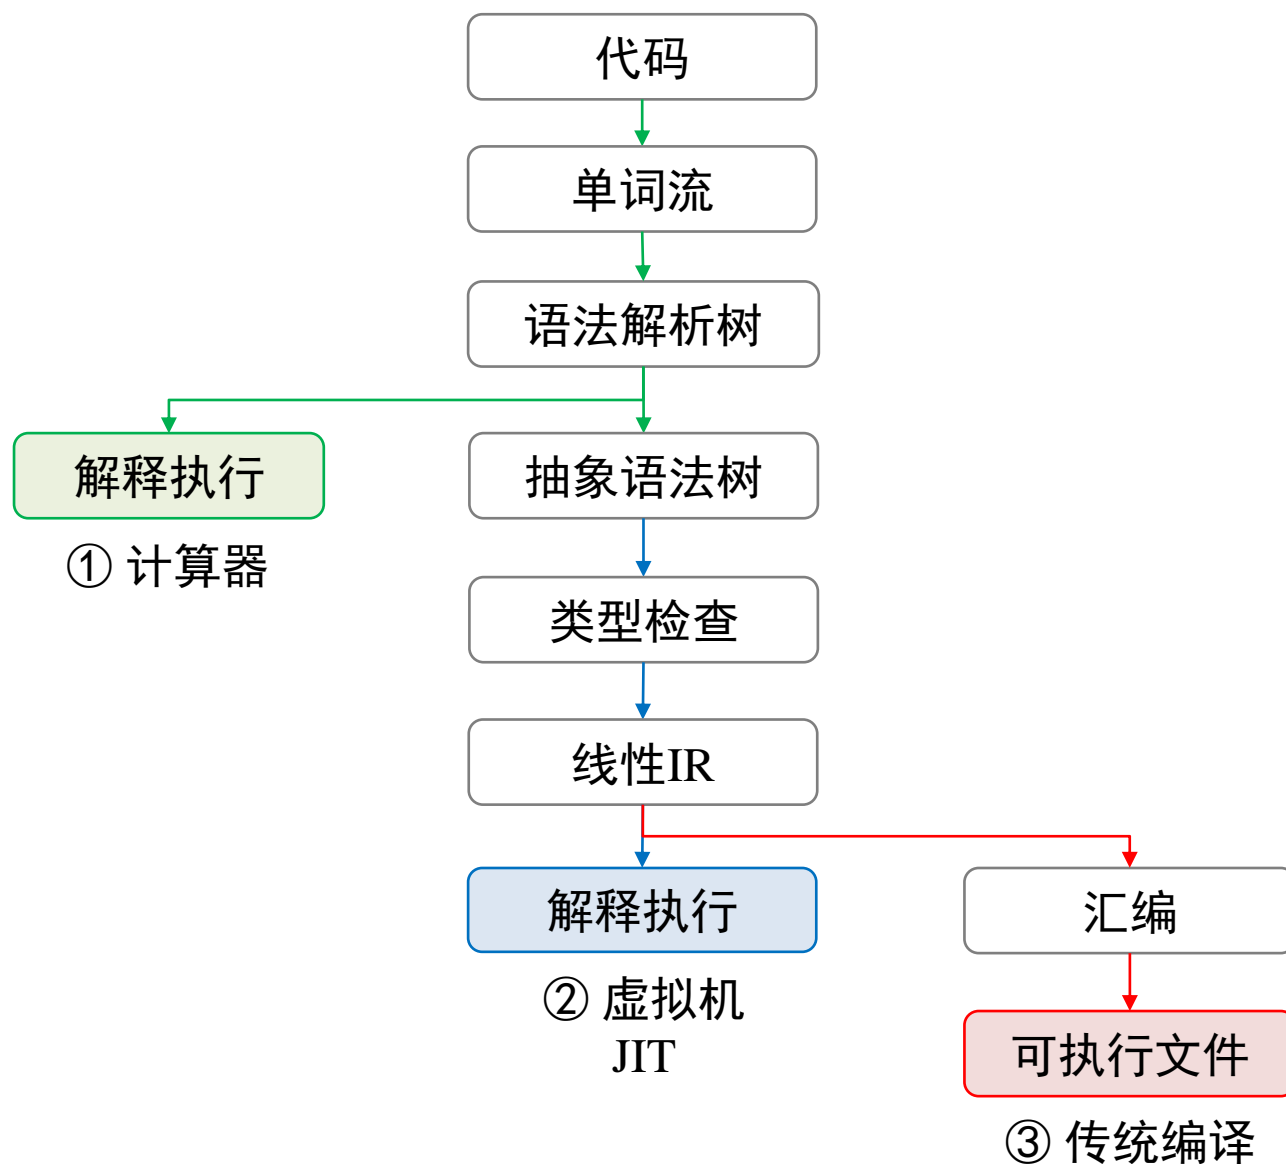 代码
单词流
语法解析树
解释执行
抽象语法树
① 计算器
类型检查
线性IR
解释执行
汇编
② 虚拟机
JIT
可执行文件
③ 传统编译